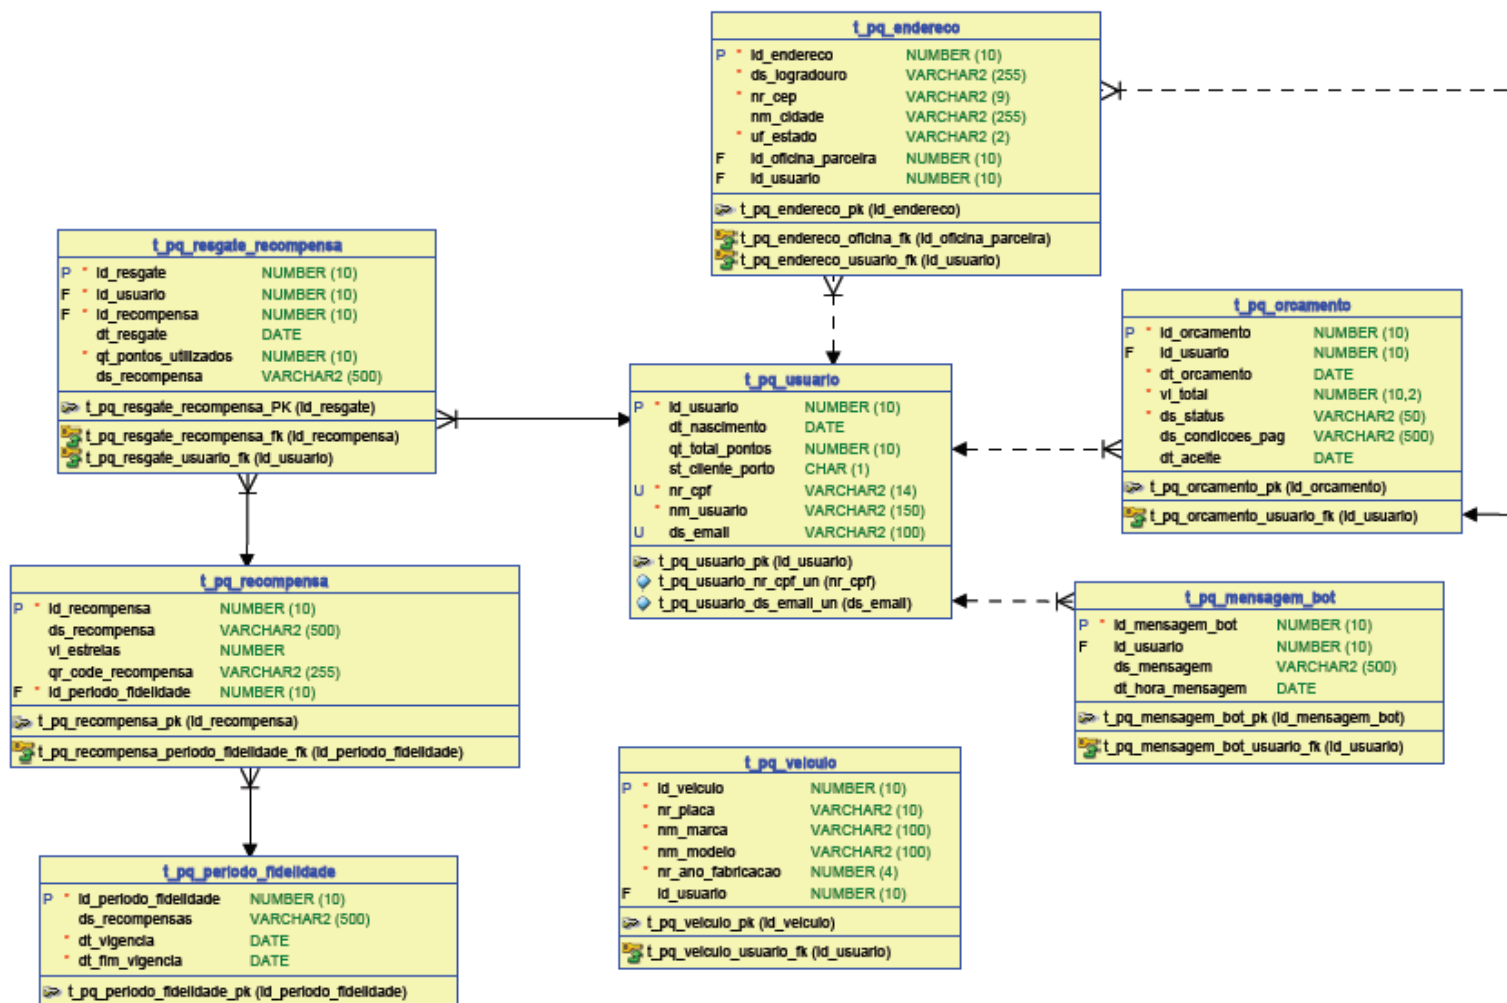 t_pq_endereco
P * id_endereco NUMBER (10)
* ds_logradouro VARCHAR2 (255)
* nr_cep VARCHAR2 (9)
nm_cidade VARCHAR2 (255)
* uf_estado VARCHAR2 (2)
F id_oficina_parceira NUMBER (10)
F id_usuario NUMBER (10)
t_pq_endereco_pk (id_endereco)
t_pq_endereco_oficina_fk (id_oficina_parceira)
t_pq_endereco_usuario_fk (id_usuario)
t_pq_resgate_recompensa
P * id_resgate NUMBER (10)
F * id_usuario NUMBER (10)
F * id_recompensa NUMBER (10)
dt_resgate DATE
* qt_pontos_utilizados NUMBER (10)
ds_recompensa VARCHAR2 (500)
t_pq_resgate_recompensa_PK (id_resgate)
t_pq_resgate_recompensa_fk (id_recompensa)
t_pq_resgate_usuario_fk (id_usuario)
t_pq_orcamento
P * id_orcamento NUMBER (10)
F id_usuario NUMBER (10)
* dt_orcamento DATE
* vl_total NUMBER (10,2)
* ds_status VARCHAR2 (50)
ds_condicoes_pag VARCHAR2 (500)
dt_aceite DATE
t_pq_orcamento_pk (id_orcamento)
t_pq_orcamento_usuario_fk (id_usuario)
t_pq_usuario
P * id_usuario NUMBER (10)
dt_nascimento DATE
qt_total_pontos NUMBER (10)
st_cliente_porto CHAR (1)
U * nr_cpf VARCHAR2 (14)
* nm_usuario VARCHAR2 (150)
U ds_email VARCHAR2 (100)
t_pq_usuario_pk (id_usuario)
t_pq_usuario_nr_cpf_un (nr_cpf)
t_pq_usuario_ds_email_un (ds_email)
t_pq_recompensa
P * id_recompensa NUMBER (10)
ds_recompensa VARCHAR2 (500)
vl_estrelas NUMBER
qr_code_recompensa VARCHAR2 (255)
F * id_periodo_fidelidade NUMBER (10)
t_pq_recompensa_pk (id_recompensa)
t_pq_recompensa_periodo_fidelidade_fk (id_periodo_fidelidade)
t_pq_mensagem_bot
P * id_mensagem_bot NUMBER (10)
F id_usuario NUMBER (10)
ds_mensagem VARCHAR2 (500)
dt_hora_mensagem DATE
t_pq_mensagem_bot_pk (id_mensagem_bot)
t_pq_mensagem_bot_usuario_fk (id_usuario)
t_pq_veiculo
P * id_veiculo NUMBER (10)
* nr_placa VARCHAR2 (10)
* nm_marca VARCHAR2 (100)
* nm_modelo VARCHAR2 (100)
* nr_ano_fabricacao NUMBER (4)
F id_usuario NUMBER (10)
t_pq_veiculo_pk (id_veiculo)
t_pq_veiculo_usuario_fk (id_usuario)
t_pq_periodo_fidelidade
P * id_periodo_fidelidade NUMBER (10)
ds_recompensas VARCHAR2 (500)
* dt_vigencia DATE
* dt_fim_vigencia DATE
t_pq_periodo_fidelidade_pk (id_periodo_fidelidade)